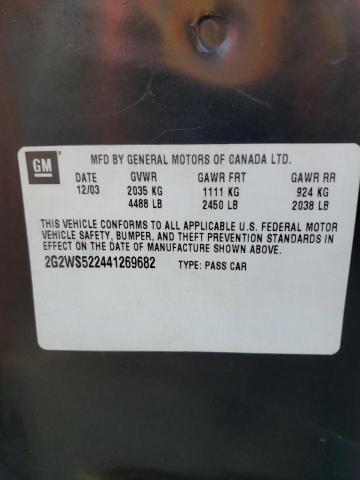 GM MFD BY GENERAL MOTORS OF CANADA LTD.
DATE GVWR GAWR FRT GAWR RR
12/03 2035 KG 1111 KG 924 KG
4488 LB 2450 LB 2038 LB
THIS VEHICLE CONFORMS TO ALL APPLICABLE U.S. FEDERAL MOTOR
VEHICLE SAFETY, BUMPER, AND THEFT PREVENTION STANDARDS IN
EFFECT ON THE DATE OF MANUFACTURE SHOWN ABOVE.
2G2WS522441269682 TYPE: PASS CAR